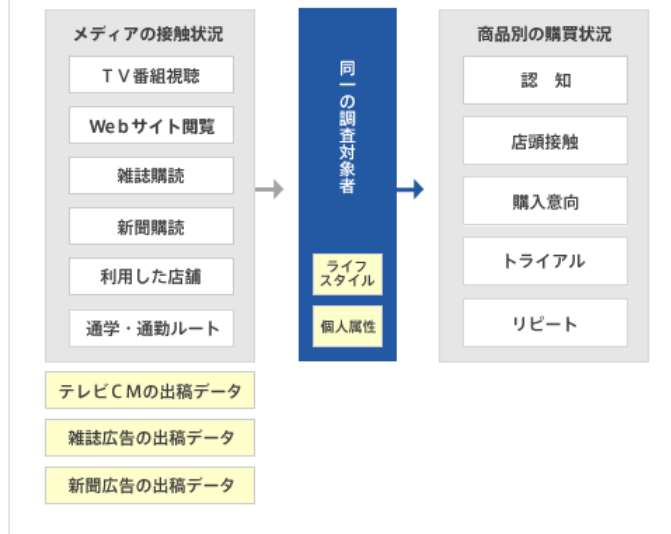 メディアの接触状況
ＴＶ番組視聴
Webサイト閲覧
雑誌購読
新聞購読
利用した店舗
通学・通勤ルート
テレビＣＭの出稿データ
雑誌広告の出稿データ
新聞広告の出稿データ
同一の調査対象者
ライフ
スタイル
個人属性
商品別の購買状況
認　知
店頭接触
購入意向
トライアル
リピート